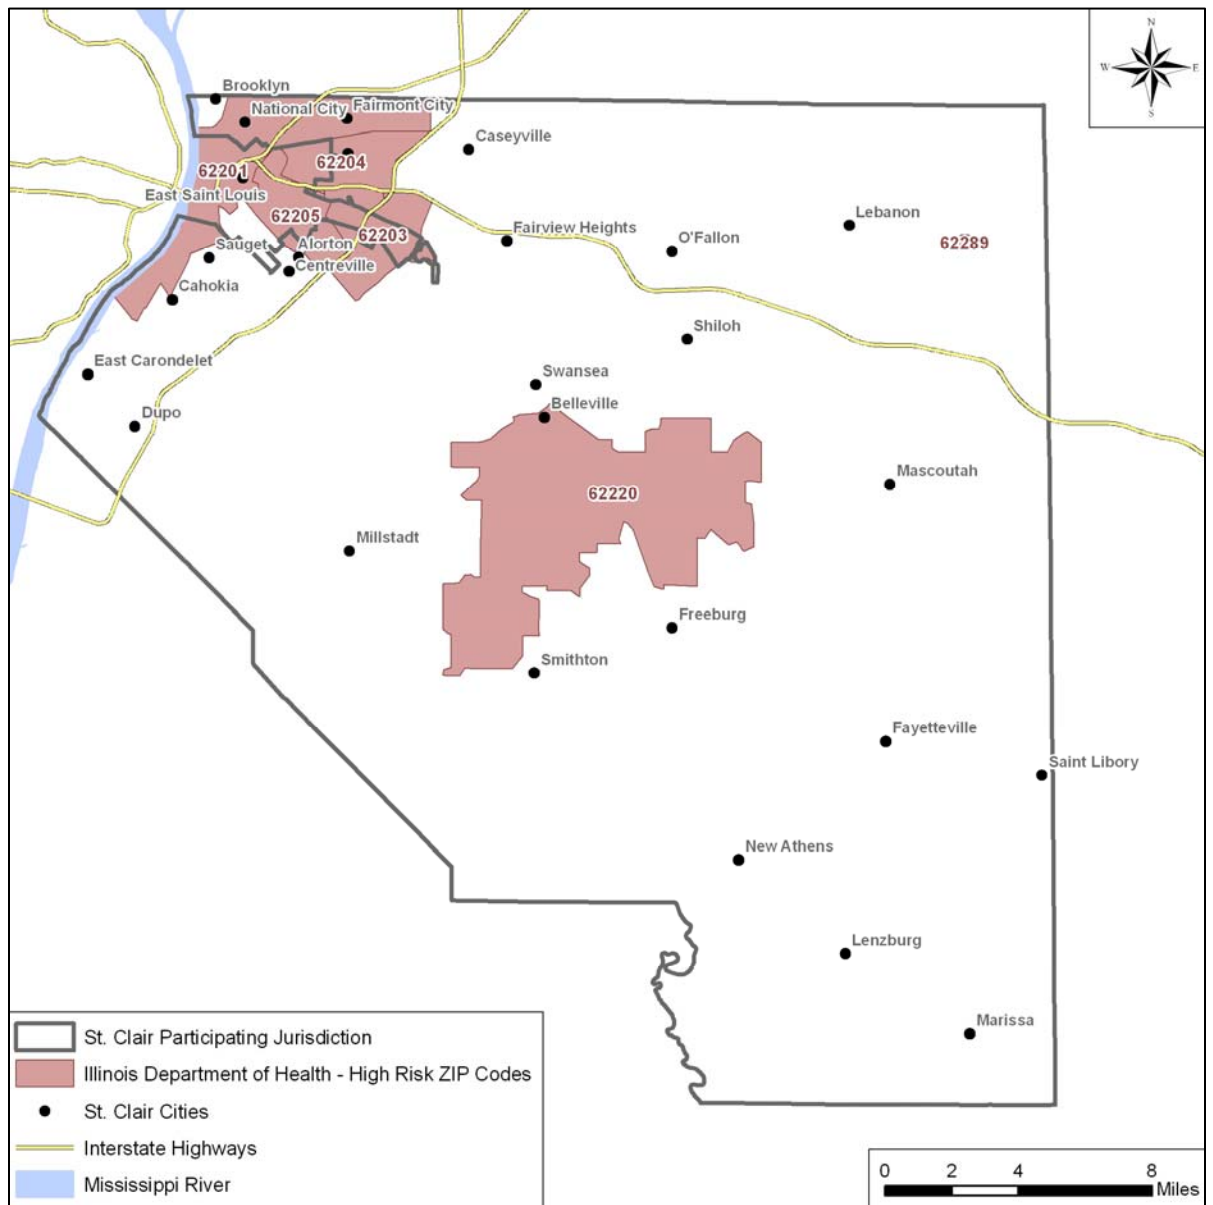 N
W E
S
Brooklyn
National City
Fairmont City
Caseyville
62204
62201
East Saint Louis
62205
Lebanon
Fairview Heights
O'Fallon
62203
62289
Sauget
Alorton
Centreville
Cahokia
Shiloh
East Carondelet
Swansea
Belleville
Dupo
Mascoutah
62220
Millstadt
Freeburg
Smithton
Fayetteville
Saint Libory
New Athens
Lenzburg
Marissa
St. Clair Participating Jurisdiction
Illinois Department of Health - High Risk ZIP Codes
St. Clair Cities
Interstate Highways
Mississippi River
0 2 4 8
Miles